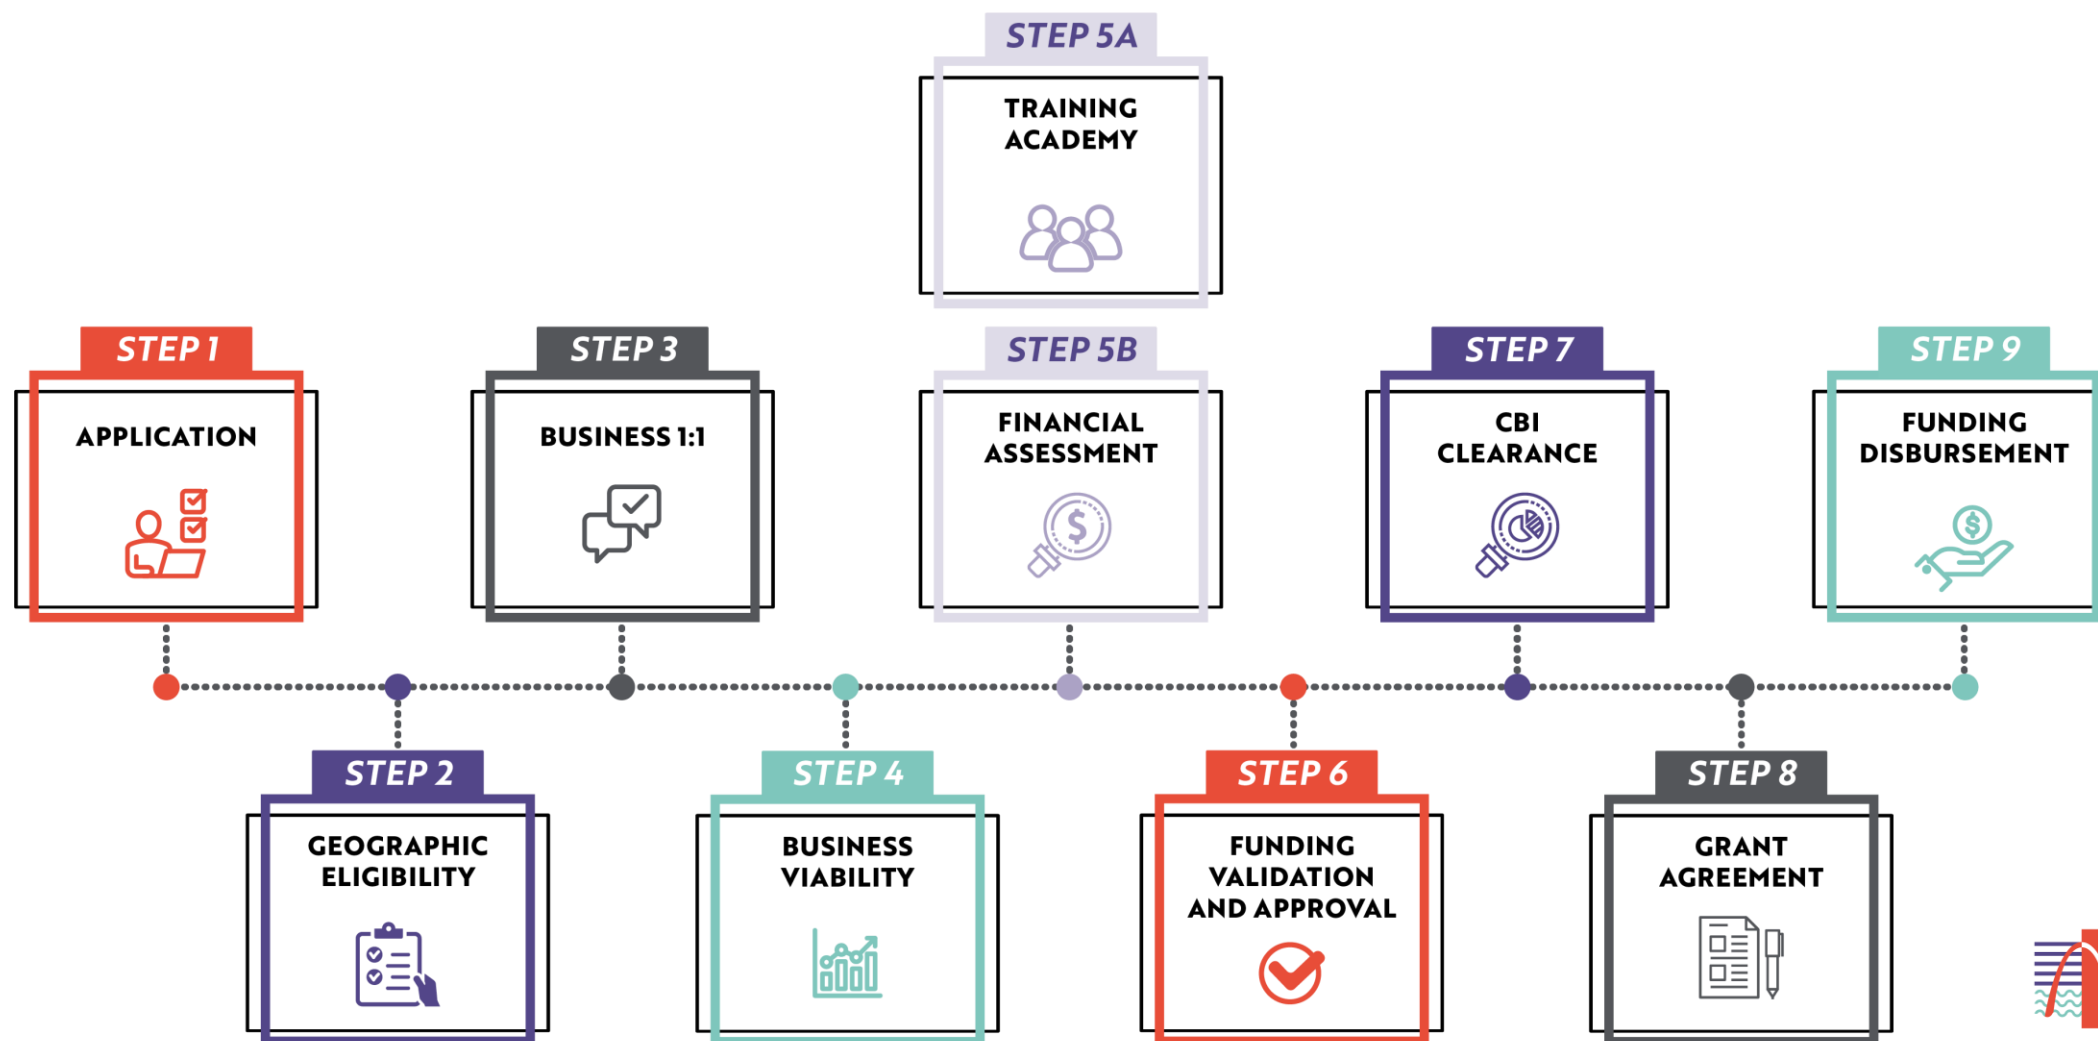 STEP 1
APPLICATION
STEP 2
GEOGRAPHIC
ELIGIBILITY
STEP 3
BUSINESS 1:1
STEP 4
BUSINESS
VIABILITY
STEP 5A
TRAINING
ACADEMY
STEP 5B
FINANCIAL
ASSESSMENT
STEP 6
FUNDING
VALIDATION
AND APPROVAL
STEP 7
CBI
CLEARANCE
STEP 8
GRANT
AGREEMENT
STEP 9
FUNDING
DISBURSEMENT